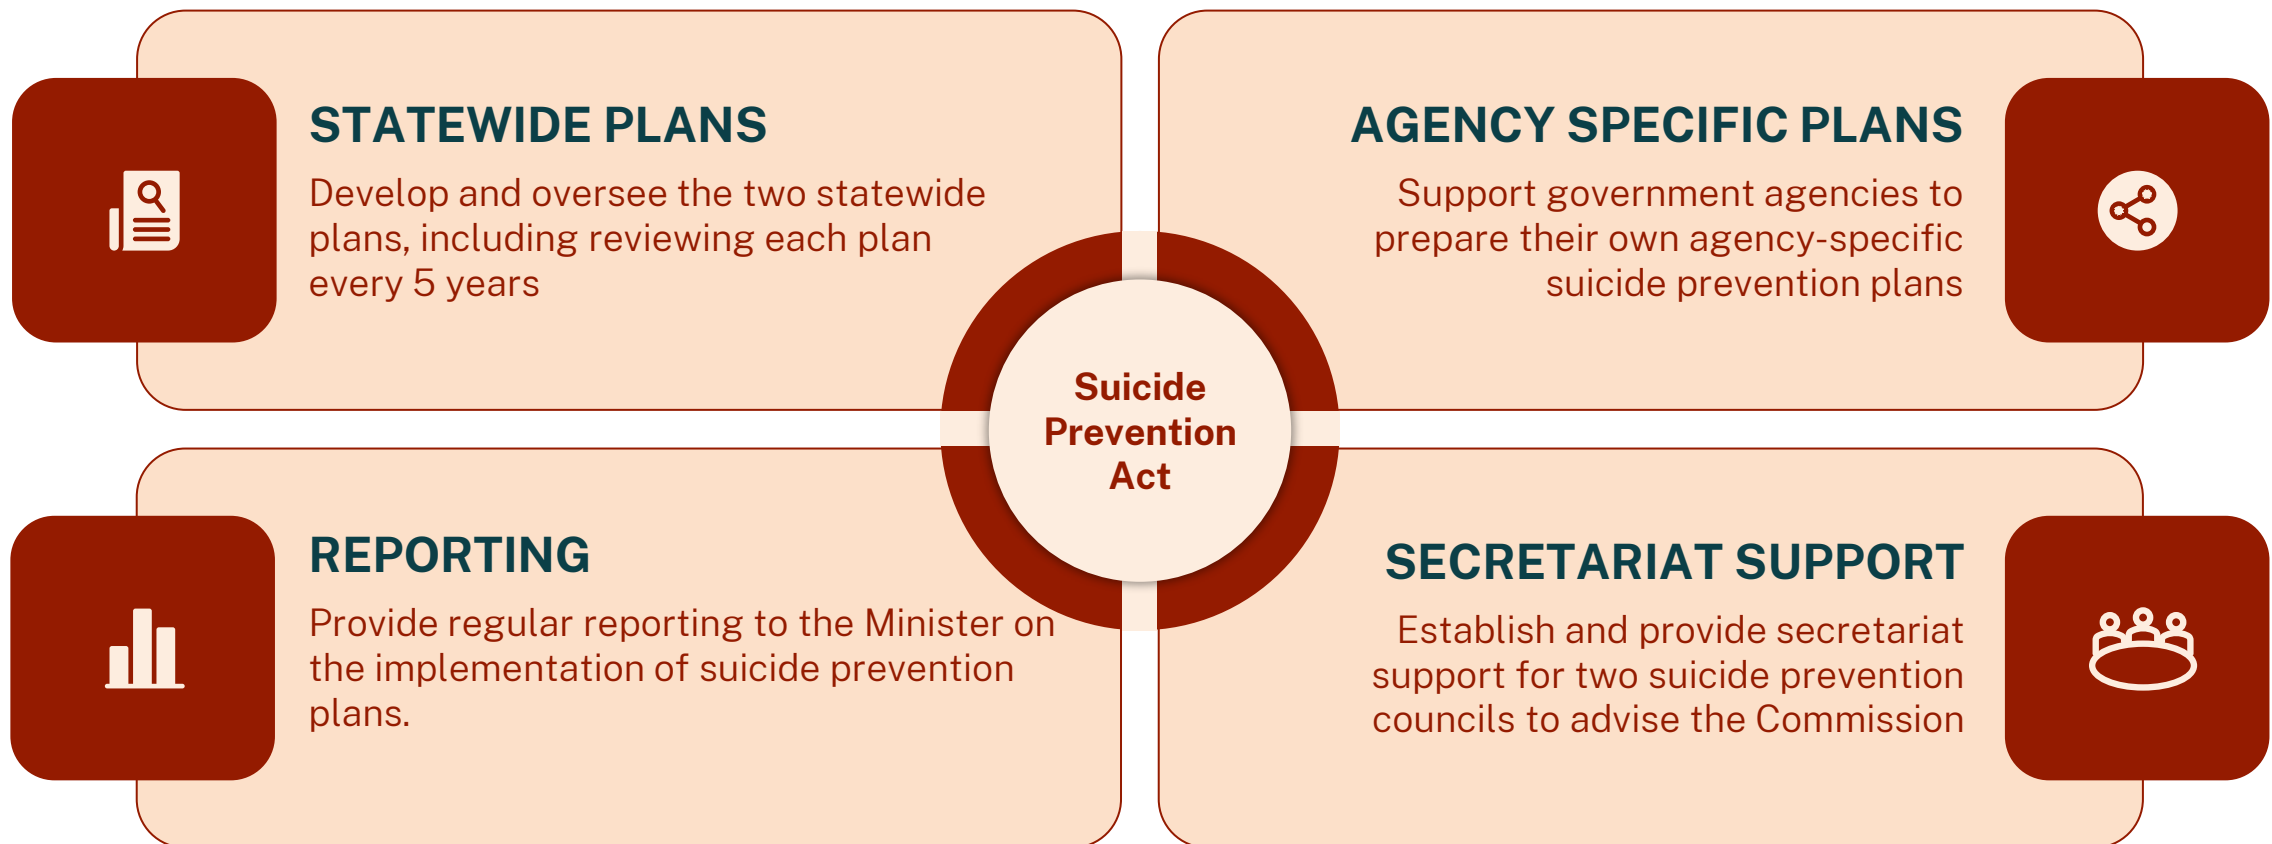 STATEWIDE PLANS
Develop and oversee the two statewide
plans, including reviewing each plan
every 5 years
AGENCY SPECIFIC PLANS
Support government agencies to
prepare their own agency-specific
suicide prevention plans
Suicide
Prevention
Act
REPORTING
Provide regular reporting to the Minister on
the implementation of suicide prevention
plans.
SECRETARIAT SUPPORT
Establish and provide secretariat
support for two suicide prevention
councils to advise the Commission